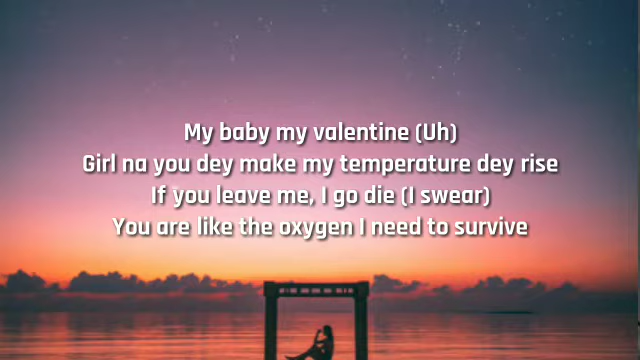 My baby my valentine (Uh)
Girl na you dey make my temperature dey rise
If you leave me, I go die (I swear)
You are like the oxygen I need to survive